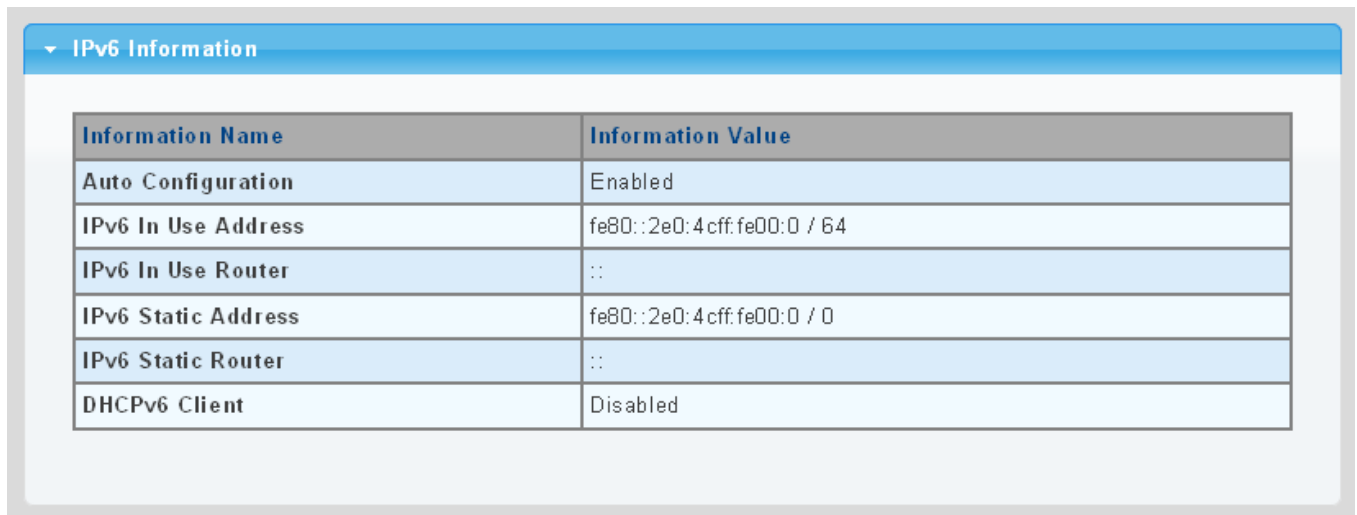 IPv6 Information
Information Name Information Value
Auto Configuration Enabled
IPv6 In Use Address fe80::2e0:4cff:fe00:0 / 64
IPv6 In Use Router ::
IPv6 Static Address fe80::2e0:4cff:fe00:0 / 0
IPv6 Static Router ::
DHCPv6 Client Disabled